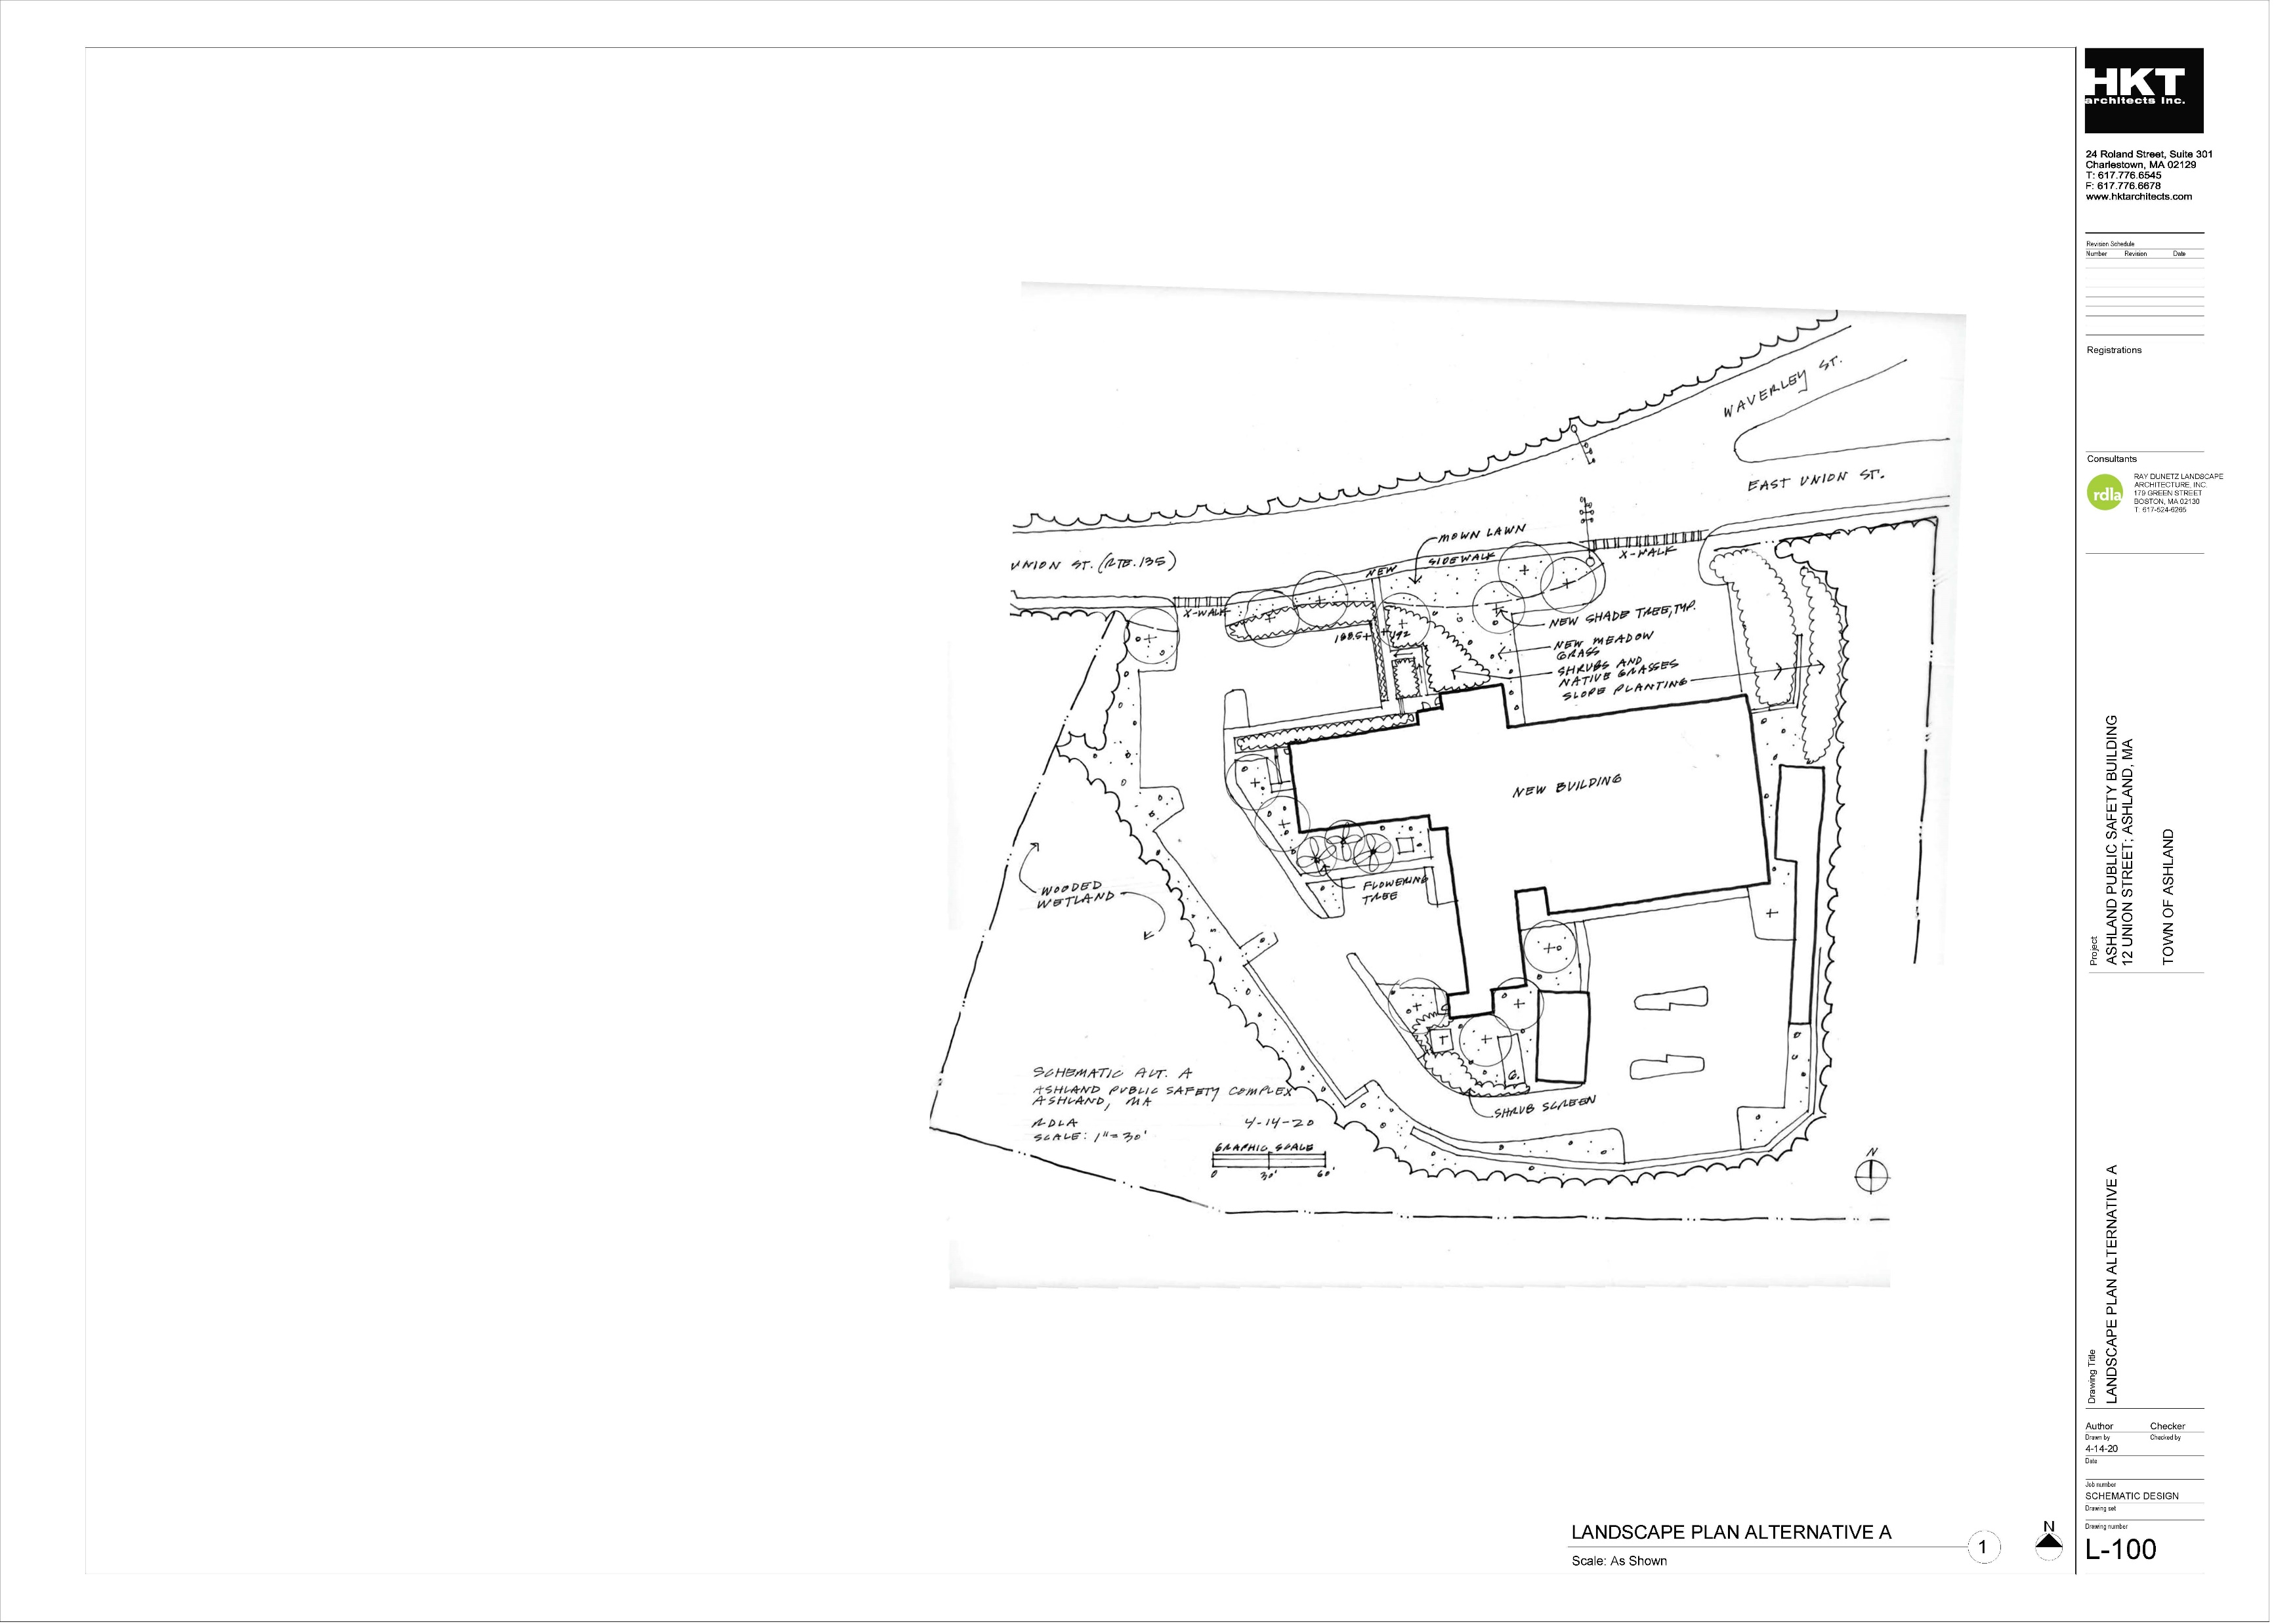 WAVERLEY ST.
EAST UNION ST.
UNION ST. (RTE. 135)
MOWN LAWN
NEW SIDEWALK
X-WALK
X-WALK
NEW SHADE TREE, TYP.
NEW MEADOW
GRASS
SHRUBS AND
NATIVE GRASSES
SLOPE PLANTING
188.5+
+192
NEW BUILDING
WOODED
WETLAND
FLOWERING
TREE
G.
T
SHRUB SCREEN
SCHEMATIC ALT. A
ASHLAND PUBLIC SAFETY COMPLEX
ASHLAND, MA
RDLA
4-14-20
SCALE: 1"=30'
GRAPHIC SCALE
0 30' 60'
N
LANDSCAPE PLAN ALTERNATIVE A
1
Scale: As Shown
N
HKT
architects Inc.
24 Roland Street, Suite 301
Charlestown, MA 02129
T: 617.776.6545
F: 617.776.6678
www.hktarchitects.com
Revision Schedule
Number Revision Date
Registrations
Consultants
rdla
RAY DUNETZ LANDSCAPE
ARCHITECTURE, INC.
179 GREEN STREET
BOSTON, MA 02130
T: 617-524-6265
Project
ASHLAND PUBLIC SAFETY BUILDING
12 UNION STREET; ASHLAND, MA
TOWN OF ASHLAND
Drawing Title
LANDSCAPE PLAN ALTERNATIVE A
Author Checker
Drawn by Checked by
4-14-20
Date
Job number
SCHEMATIC DESIGN
Drawing set
Drawing number
L-100